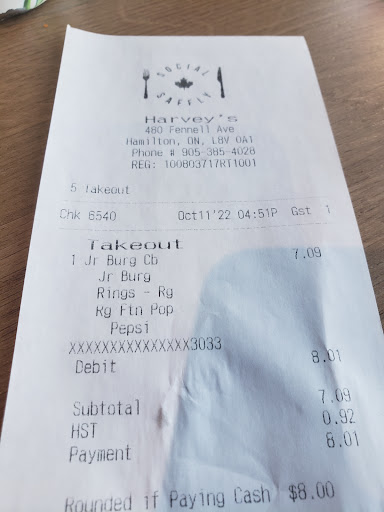 SOCIAL
SAFELY
Harvey's
480 Fennell Ave
Hamilton, ON, L8V 0A1
Phone # 905-385-4028
REG: 100803717RT1001
5 Takeout
Chk 6540 Oct11'22 04:51P Gst 1
Takeout
1 Jr Burg Cb 7.09
Jr Burg
Rings - Rg
Rg Ftn Pop
Pepsi
XXXXXXXXXXXXXXX3033
Debit 8.01
Subtotal 7.09
HST 0.92
Payment 8.01
Rounded if Paying Cash $8.00